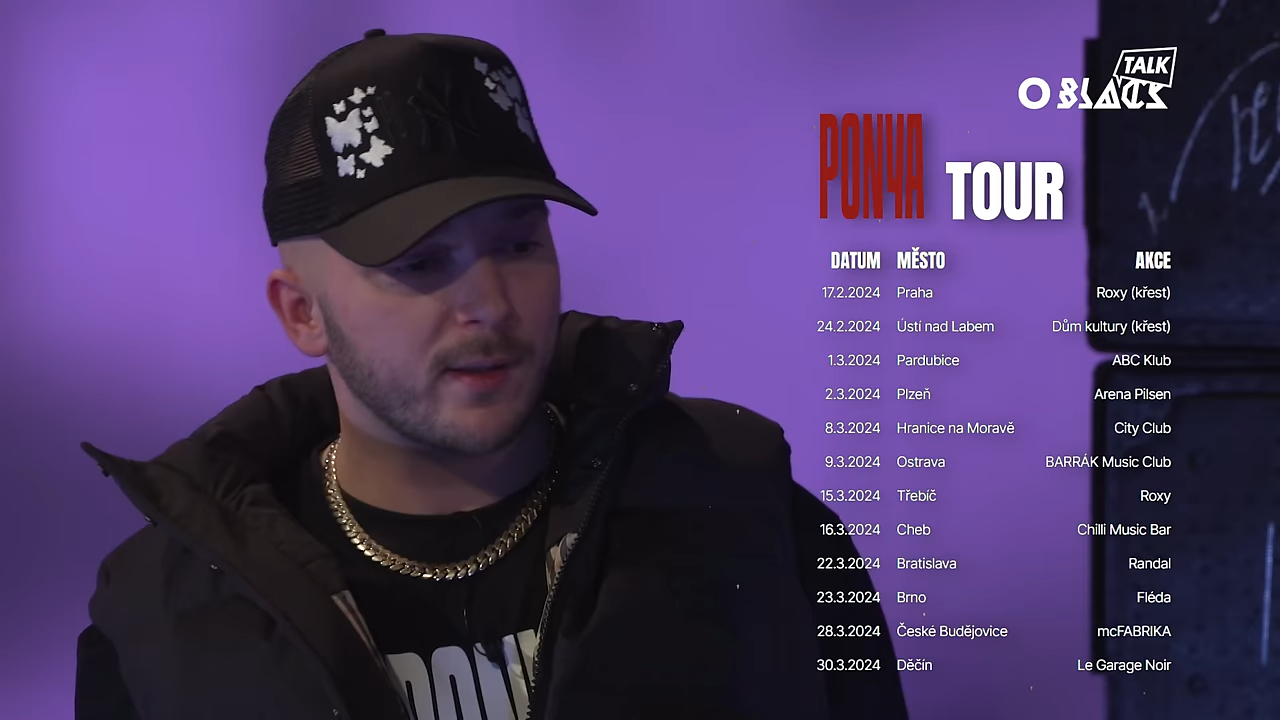 TALK
O BLACK
PONYA TOUR
DATUM MĚSTO AKCE
17.2.2024 Praha Roxy (křest)
24.2.2024 Ústí nad Labem Dům kultury (křest)
1.3.2024 Pardubice ABC Klub
2.3.2024 Plzeň Arena Pilsen
8.3.2024 Hranice na Moravě City Club
9.3.2024 Ostrava BARRÁK Music Club
15.3.2024 Třebíč Roxy
16.3.2024 Cheb Chilli Music Bar
22.3.2024 Bratislava Randal
23.3.2024 Brno Fléda
28.3.2024 České Budějovice mcFABRIKA
30.3.2024 Děčín Le Garage Noir